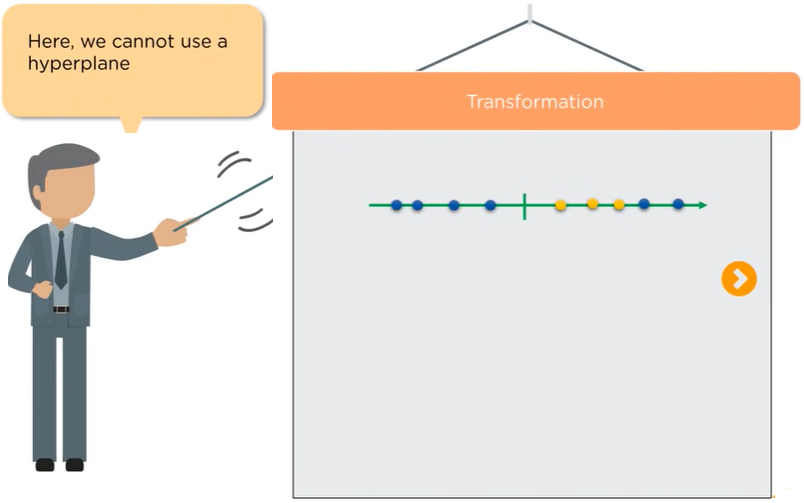 Here, we cannot use a
hyperplane
Transformation